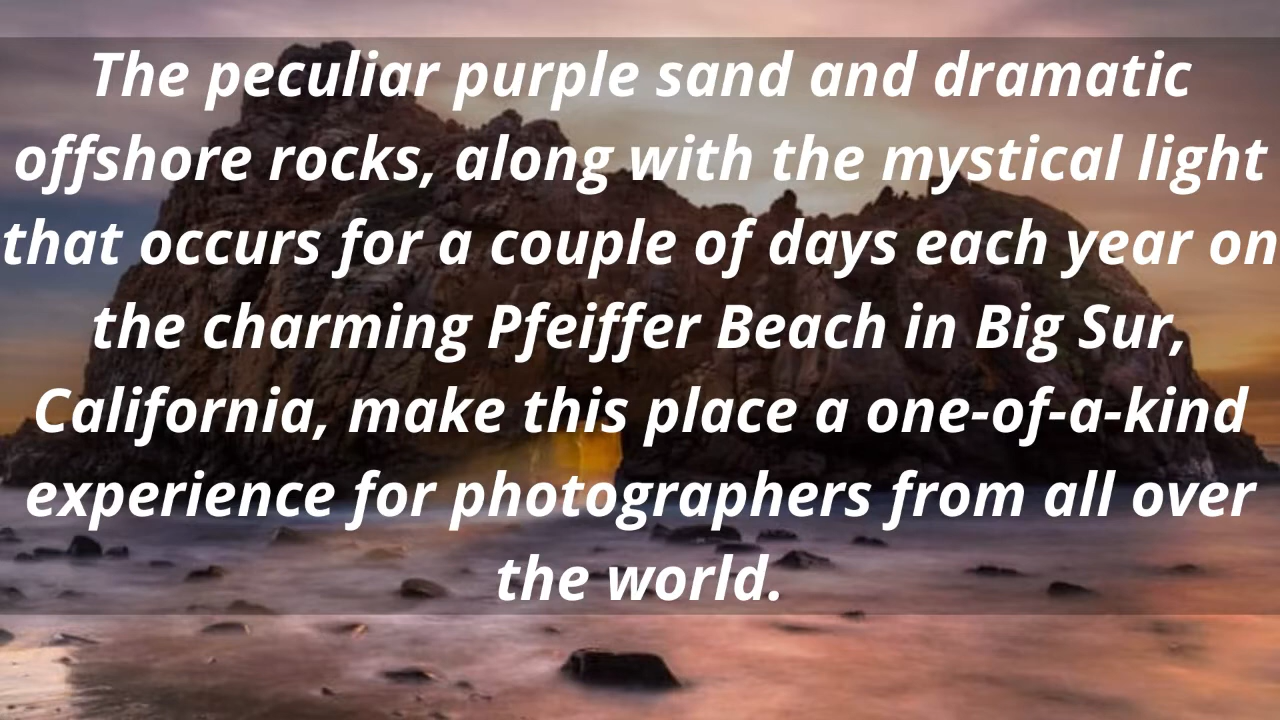 The peculiar purple sand and dramatic
offshore rocks, along with the mystical light
that occurs for a couple of days each year on
the charming Pfeiffer Beach in Big Sur,
California, make this place a one-of-a-kind
experience for photographers from all over
the world.